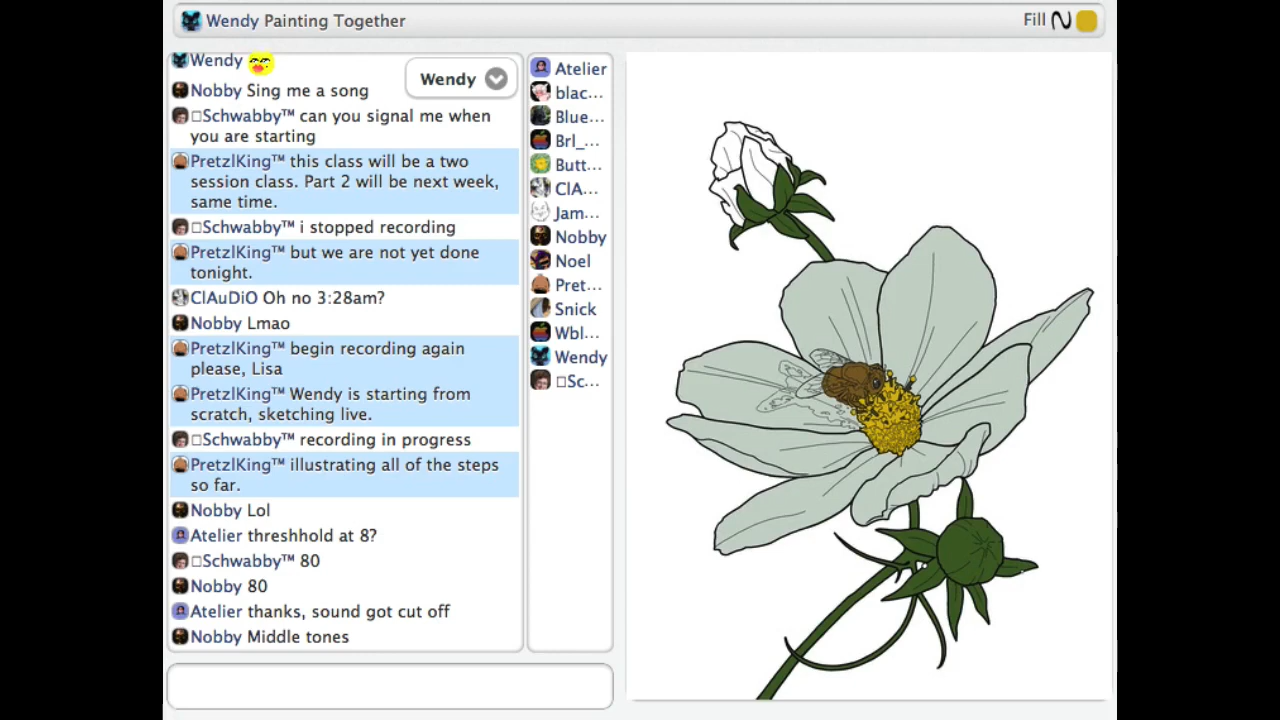 Wendy Painting Together
Fill
Wendy
Wendy
Nobby Sing me a song
Schwabby™ can you signal me when
you are starting
PretzlKing™ this class will be a two
session class. Part 2 will be next week,
same time.
Schwabby™ i stopped recording
PretzlKing™ but we are not yet done
tonight.
ClAuDiO Oh no 3:28am?
Nobby Lmao
PretzlKing™ begin recording again
please, Lisa
PretzlKing™ Wendy is starting from
scratch, sketching live.
Schwabby™ recording in progress
PretzlKing™ illustrating all of the steps
so far.
Nobby Lol
Atelier threshhold at 8?
Schwabby™ 80
Nobby 80
Atelier thanks, sound got cut off
Nobby Middle tones
Atelier
blac...
Blue...
Brl_...
Butt...
ClA...
Jam...
Nobby
Noel
Pret...
Snick
Wbl...
Wendy
Sc...